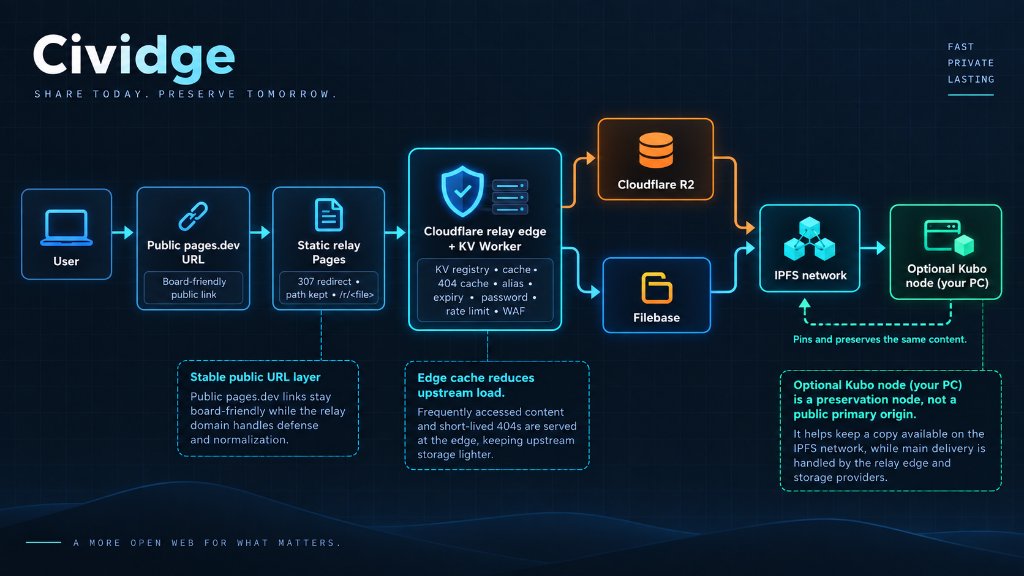 Cividge
SHARE TODAY. PRESERVE TOMORROW.
FAST
PRIVATE
LASTING
User
Public pages.dev
URL
Board-friendly
public link
Static relay
Pages
307 redirect •
path kept • /r/<file>
Cloudflare relay edge
+ KV Worker
KV registry • cache •
404 cache • alias •
expiry • password •
rate limit • WAF
Cloudflare R2
Filebase
IPFS network
Optional Kubo
node (your PC)
Pins and preserves the same content.
Stable public URL layer
Public pages.dev links stay
board-friendly while the relay
domain handles defense
and normalization.
Edge cache reduces
upstream load.
Frequently accessed content
and short-lived 404s are served
at the edge, keeping upstream
storage lighter.
Optional Kubo node (your PC)
is a preservation node, not a
public primary origin.
It helps keep a copy available on the
IPFS network, while main delivery is
handled by the relay edge and
storage providers.
A MORE OPEN WEB FOR WHAT MATTERS.